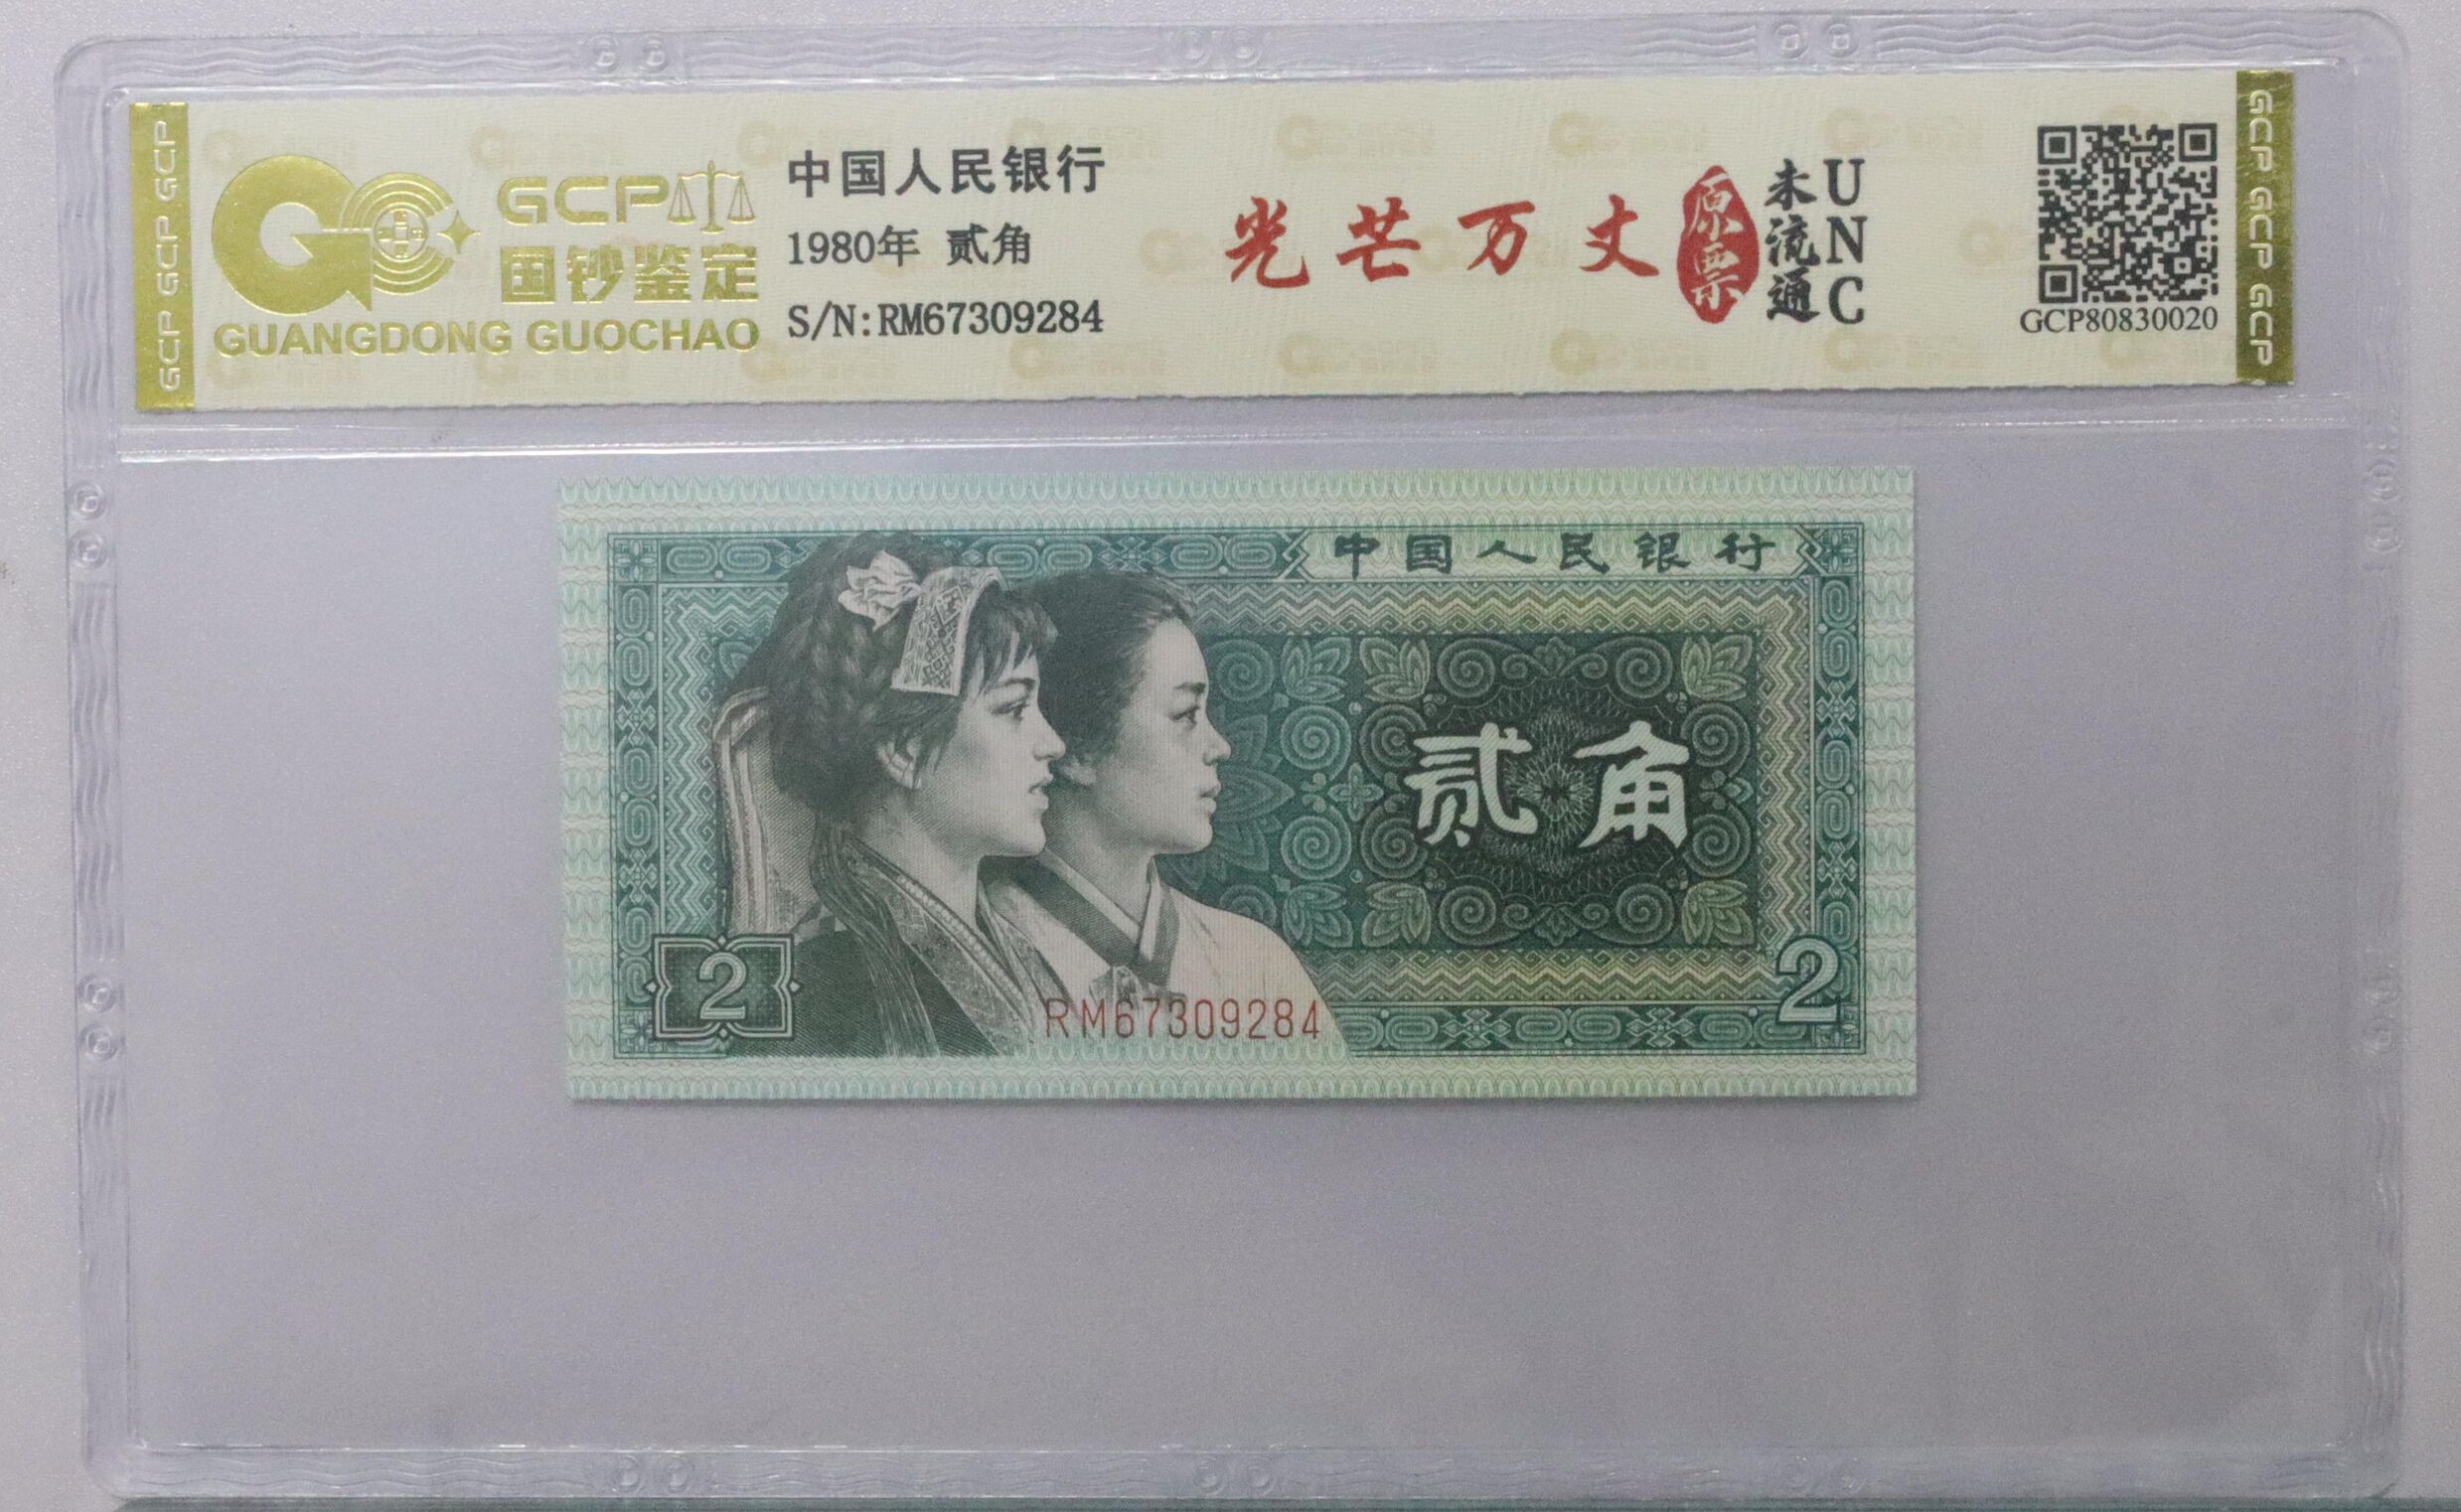 GCP GCP GCP
GCP
国钞鉴定
GUANGDONG GUOCHAO
中国人民银行
1980年 贰角
S/N:RM67309284
光芒万丈
原票
未流通
UNC
GCP80830020
GCP GCP GCP
中国人民银行
贰角
2
RM67309284
2